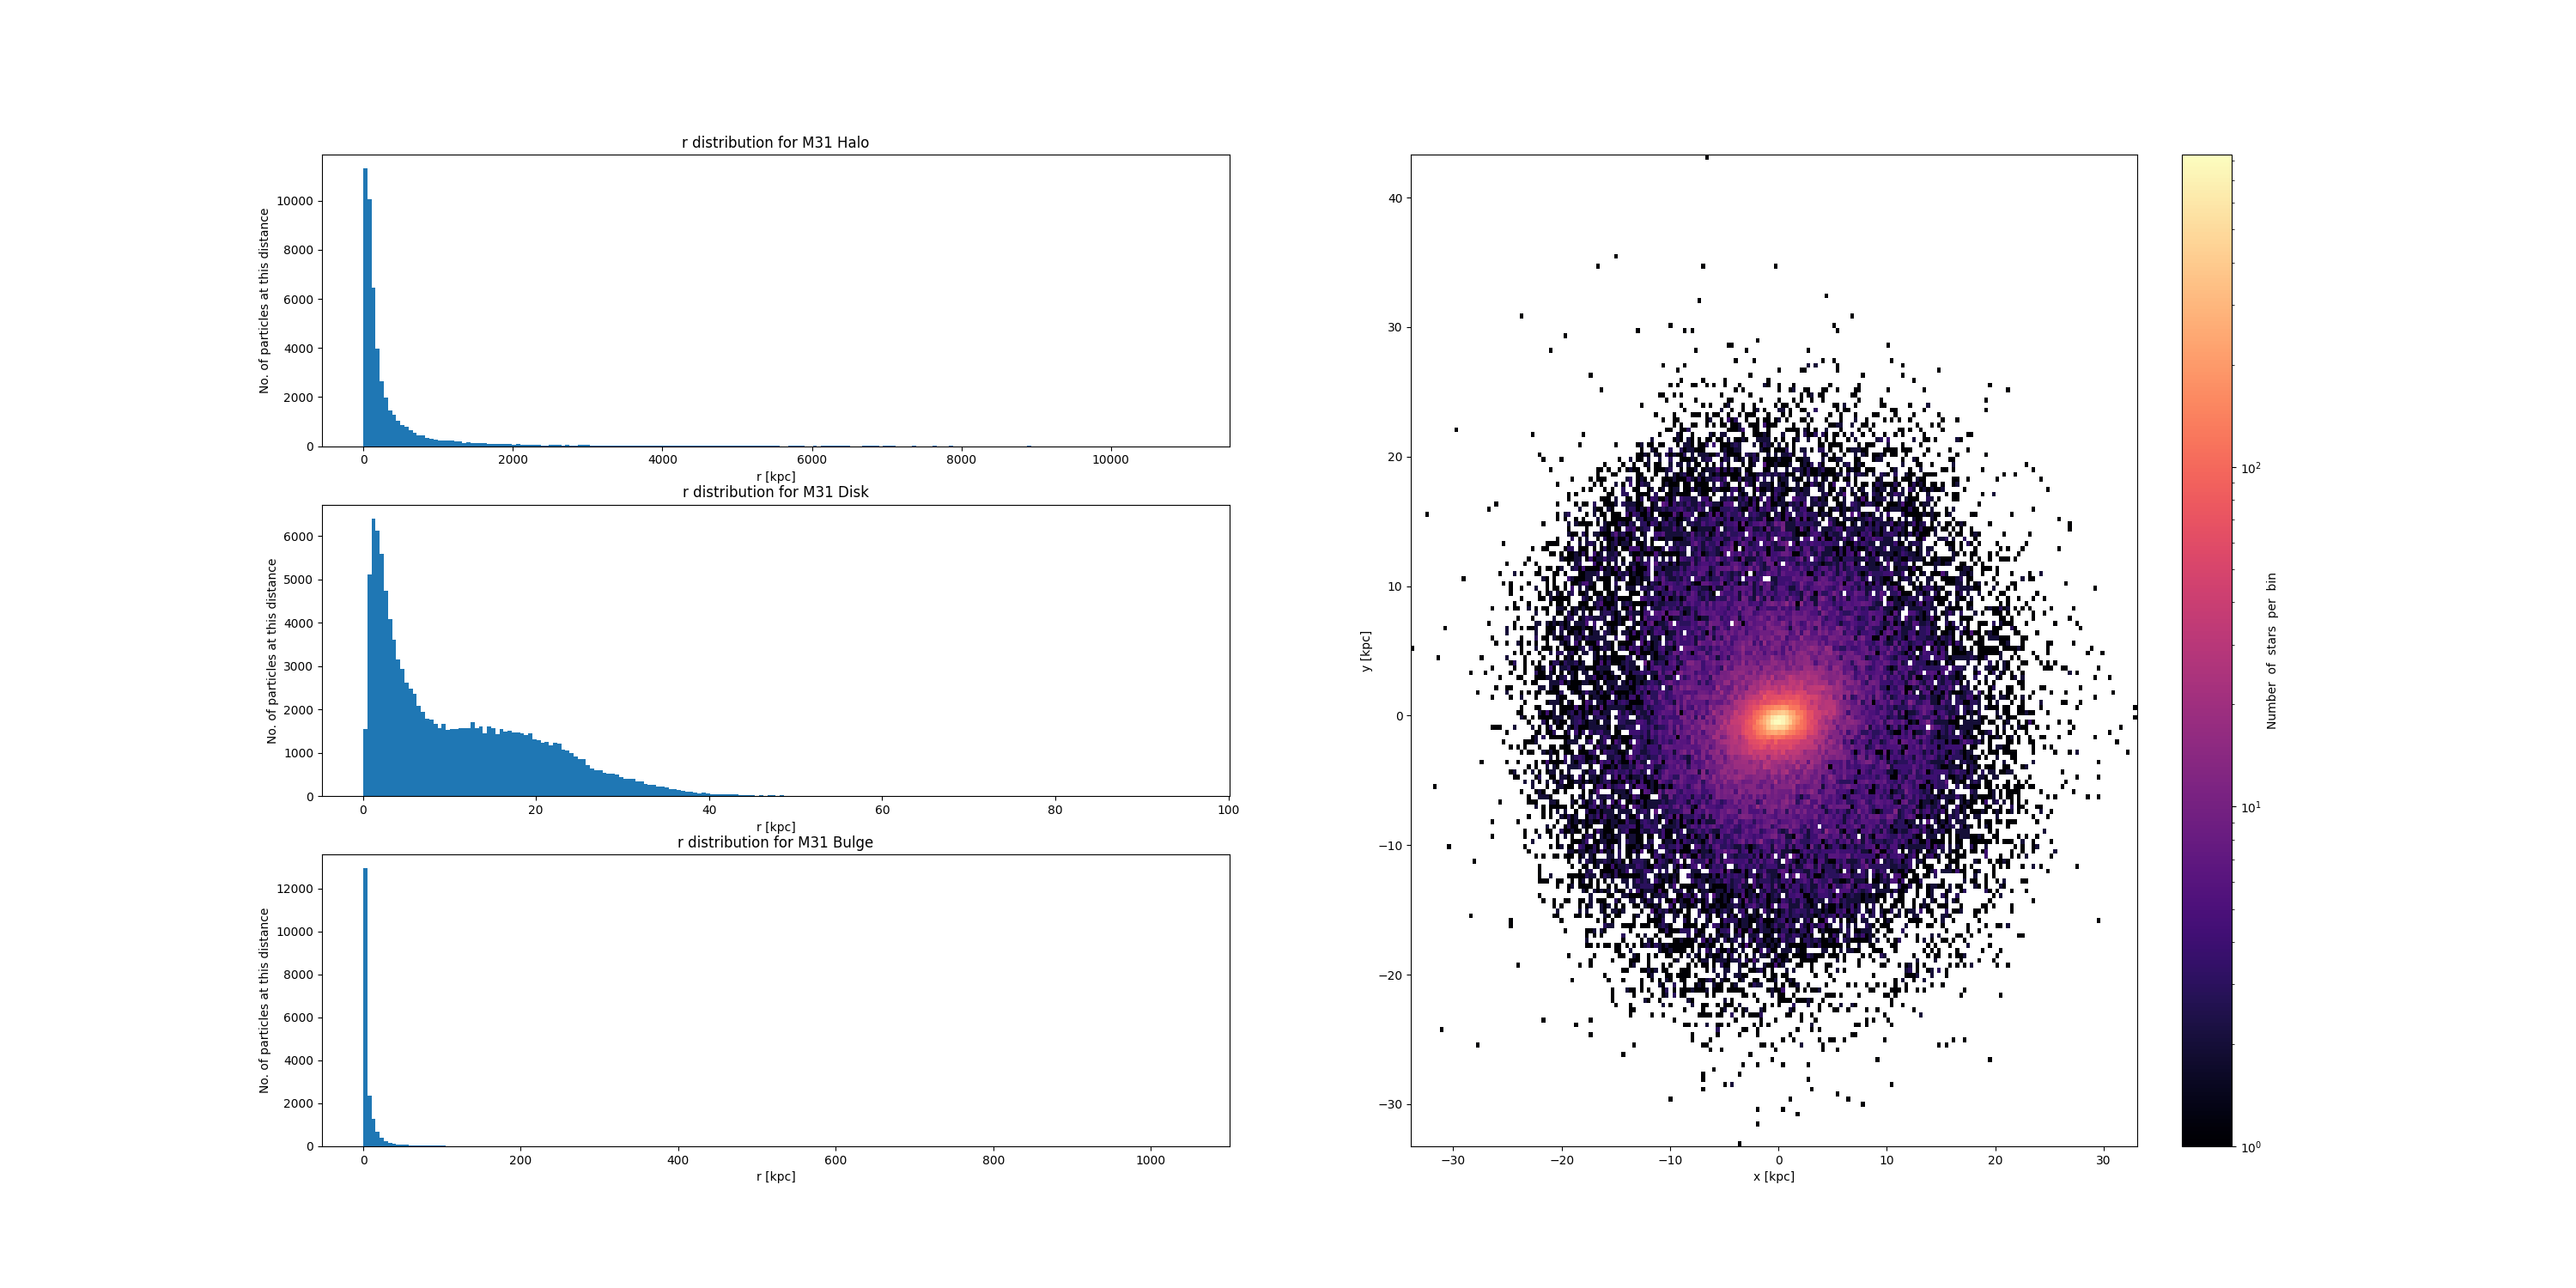 r distribution for M31 Halo
No. of particles at this distance
10000
8000
6000
4000
2000
0
0 2000 4000 6000 8000 10000
r [kpc]
r distribution for M31 Disk
No. of particles at this distance
6000
5000
4000
3000
2000
1000
0
0 20 40 60 80 100
r [kpc]
r distribution for M31 Bulge
No. of particles at this distance
12000
10000
8000
6000
4000
2000
0
0 200 400 600 800 1000
r [kpc]
y [kpc]
40
30
20
10
0
−10
−20
−30
−30 −20 −10 0 10 20 30
x [kpc]
10²
10¹
10⁰
Number of stars per bin